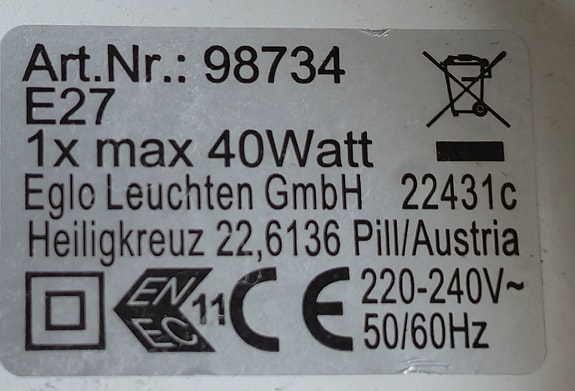 Art.Nr.: 98734
E27
1x max 40Watt
Eglo Leuchten GmbH 22431c
Heiligkreuz 22,6136 Pill/Austria
EN EC 11 CE 220-240V~
50/60Hz